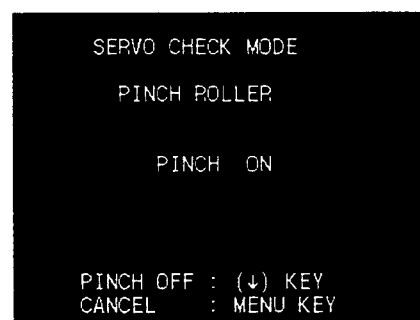 SERVO CHECK MODE
PINCH ROLLER
PINCH ON
PINCH OFF : (↓) KEY
CANCEL : MENU KEY